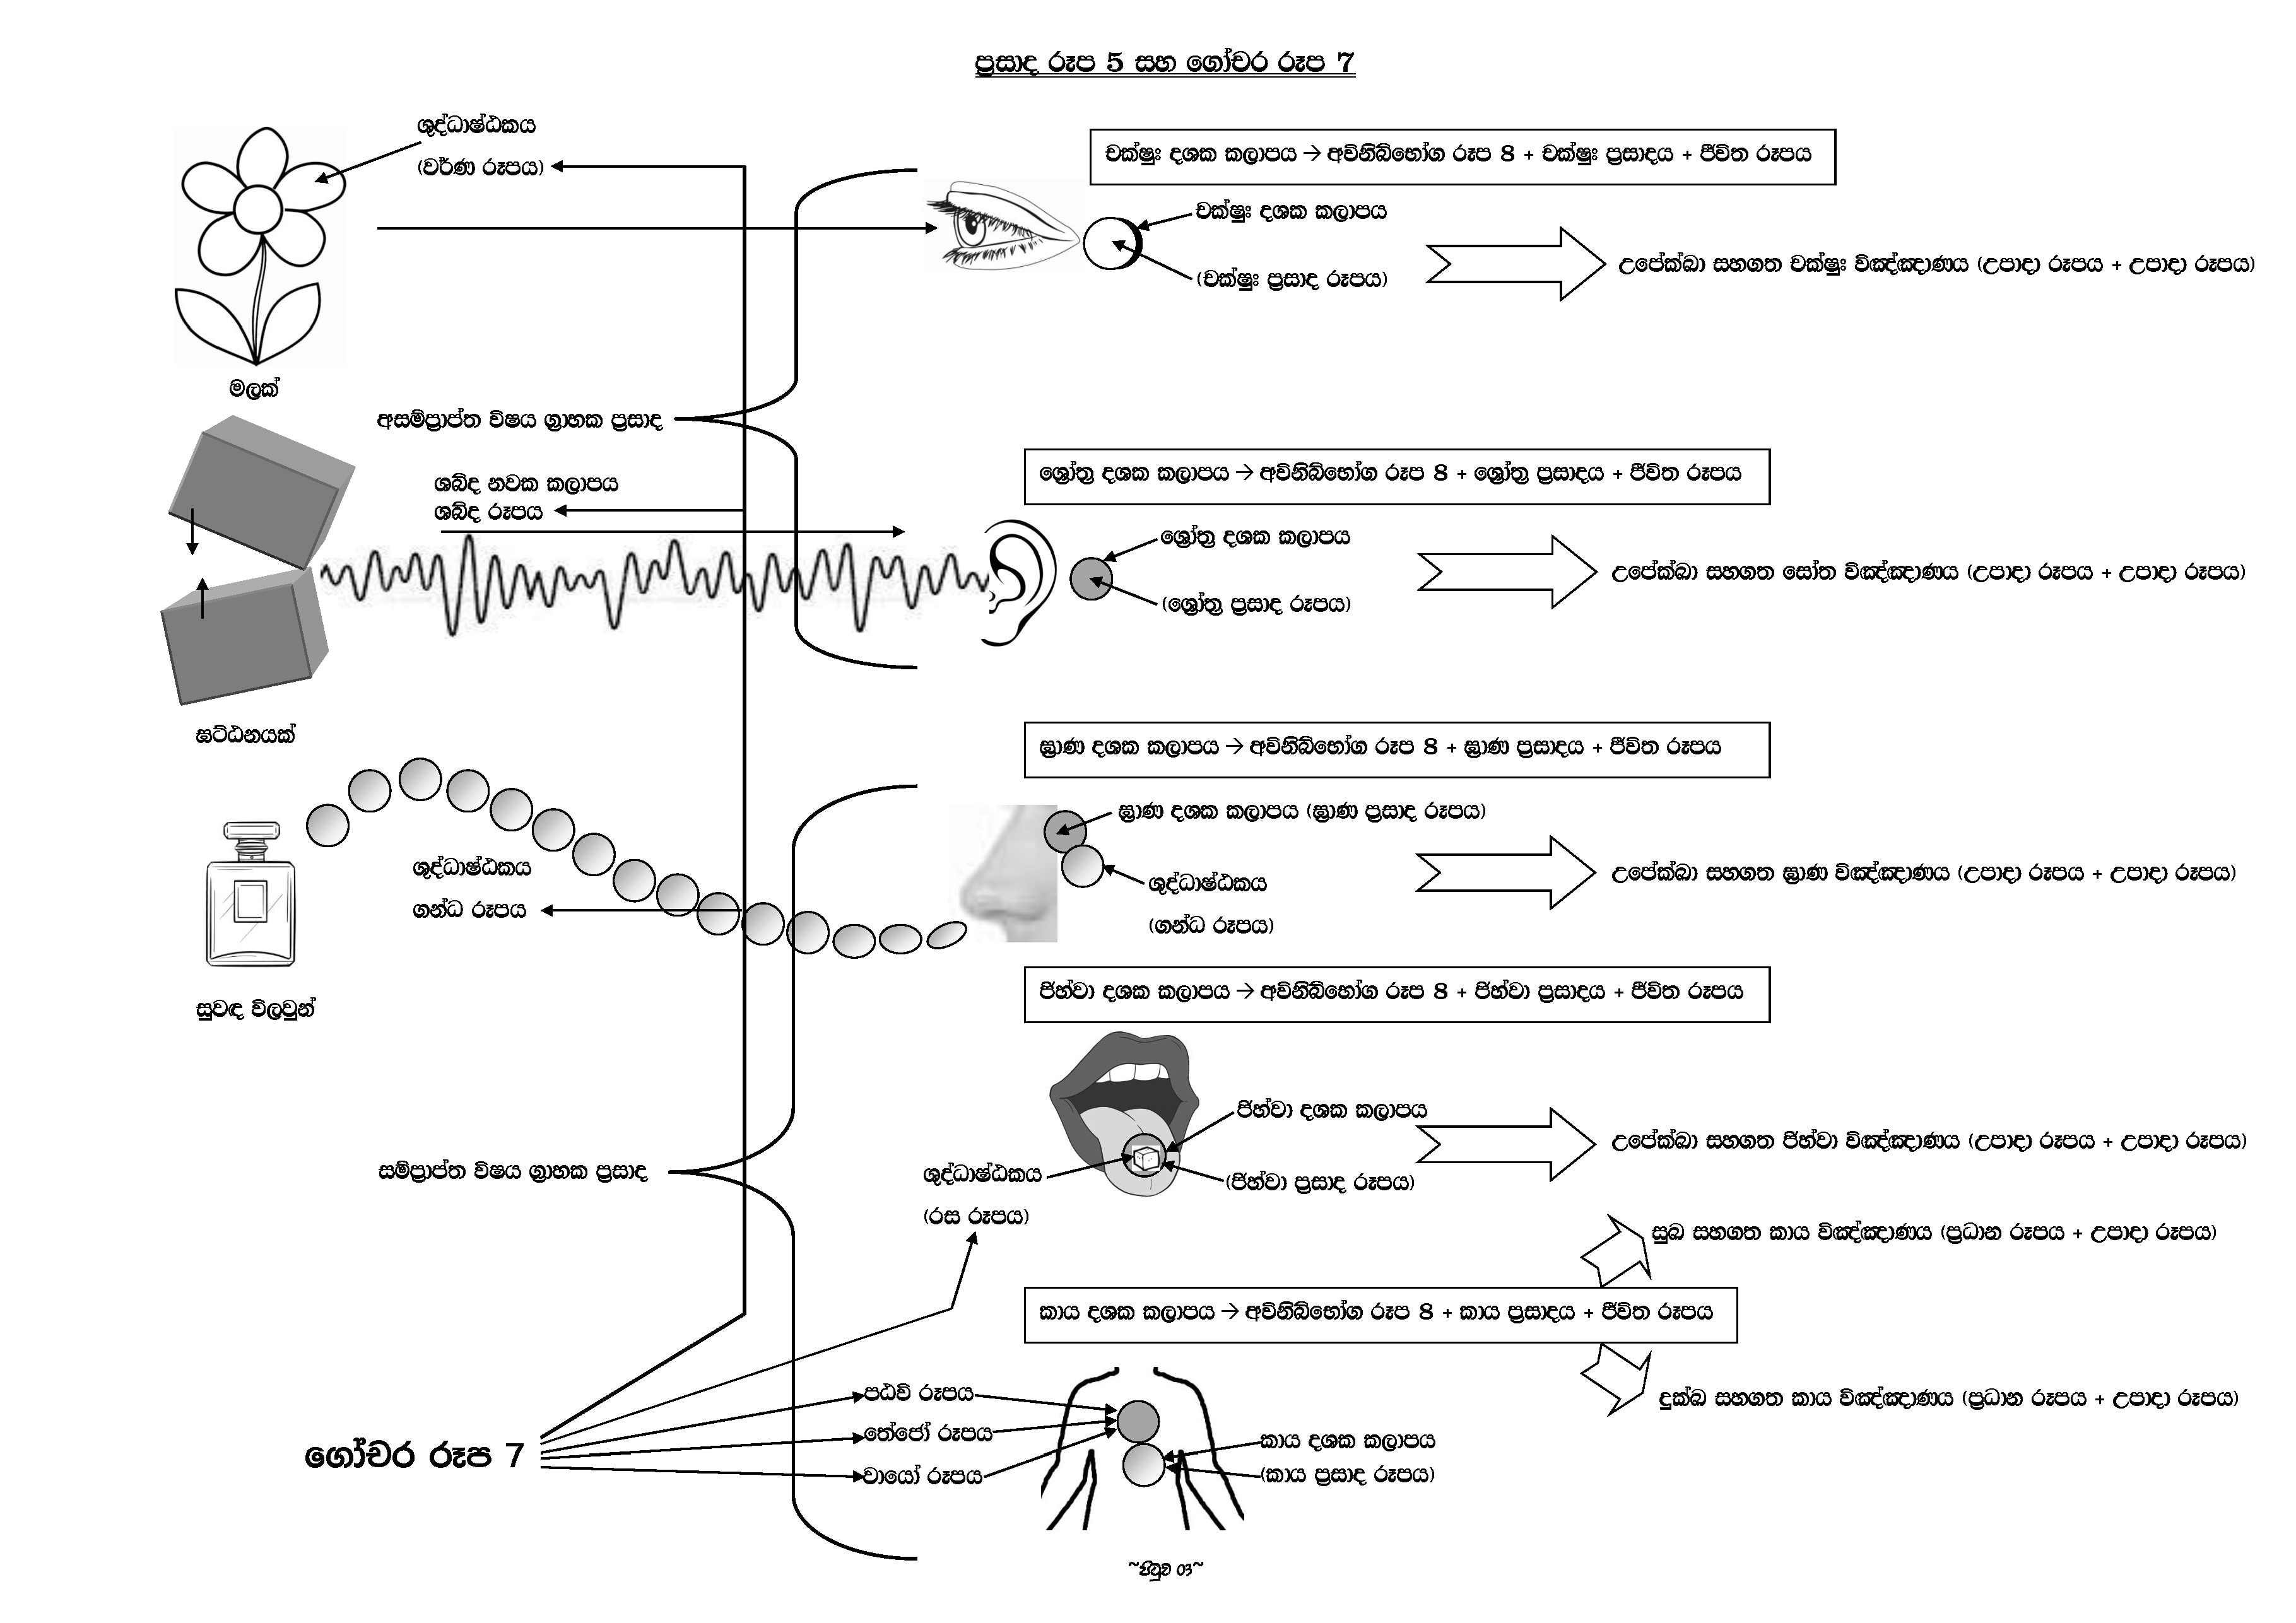 ප්‍රසාද රූප 5 සහ ගෝචර රූප 7
ශුද්ධාෂ්ඨකය
(වර්ණ රූපය)
චක්ෂුඃ දශක කලාපය → අවිනිබ්භෝග රූප 8 + චක්ෂුඃ ප්‍රසාදය + ජීවිත රූපය
චක්ෂුඃ දශක කලාපය
(චක්ෂුඃ ප්‍රසාද රූපය)
උපේක්ඛා සහගත චක්ෂුඃ විඤ්ඤාණය (උපාදා රූපය + උපාදා රූපය)
මලක්
අසම්ප්‍රාප්ත විෂය ග්‍රාහක ප්‍රසාද
ශබ්ද නවක කලාපය
ශබ්ද රූපය
ශ්‍රෝත්‍ර දශක කලාපය → අවිනිබ්භෝග රූප 8 + ශ්‍රෝත්‍ර ප්‍රසාදය + ජීවිත රූපය
ශ්‍රෝත්‍ර දශක කලාපය
(ශ්‍රෝත්‍ර ප්‍රසාද රූපය)
උපේක්ඛා සහගත සෝත විඤ්ඤාණය (උපාදා රූපය + උපාදා රූපය)
ඝට්ඨනයක්
ඝ්‍රාණ දශක කලාපය → අවිනිබ්භෝග රූප 8 + ඝ්‍රාණ ප්‍රසාදය + ජීවිත රූපය
ඝ්‍රාණ දශක කලාපය (ඝ්‍රාණ ප්‍රසාද රූපය)
ශුද්ධාෂ්ඨකය
ගන්ධ රූපය
ශුද්ධාෂ්ඨකය
(ගන්ධ රූපය)
උපේක්ඛා සහගත ඝ්‍රාණ විඤ්ඤාණය (උපාදා රූපය + උපාදා රූපය)
සුවඳ විලවුන්
ජිහ්වා දශක කලාපය → අවිනිබ්භෝග රූප 8 + ජිහ්වා ප්‍රසාදය + ජීවිත රූපය
ජිහ්වා දශක කලාපය
(ජිහ්වා ප්‍රසාද රූපය)
උපේක්ඛා සහගත ජිහ්වා විඤ්ඤාණය (උපාදා රූපය + උපාදා රූපය)
සම්ප්‍රාප්ත විෂය ග්‍රාහක ප්‍රසාද
ශුද්ධාෂ්ඨකය
(රස රූපය)
සුඛ සහගත කාය විඤ්ඤාණය (ප්‍රධාන රූපය + උපාදා රූපය)
කාය දශක කලාපය → අවිනිබ්භෝග රූප 8 + කාය ප්‍රසාදය + ජීවිත රූපය
දුක්ඛ සහගත කාය විඤ්ඤාණය (ප්‍රධාන රූපය + උපාදා රූපය)
ගෝචර රූප 7
පඨවි රූපය
තේජෝ රූපය
වායෝ රූපය
කාය දශක කලාපය
(කාය ප්‍රසාද රූපය)
~පිටුව 03~